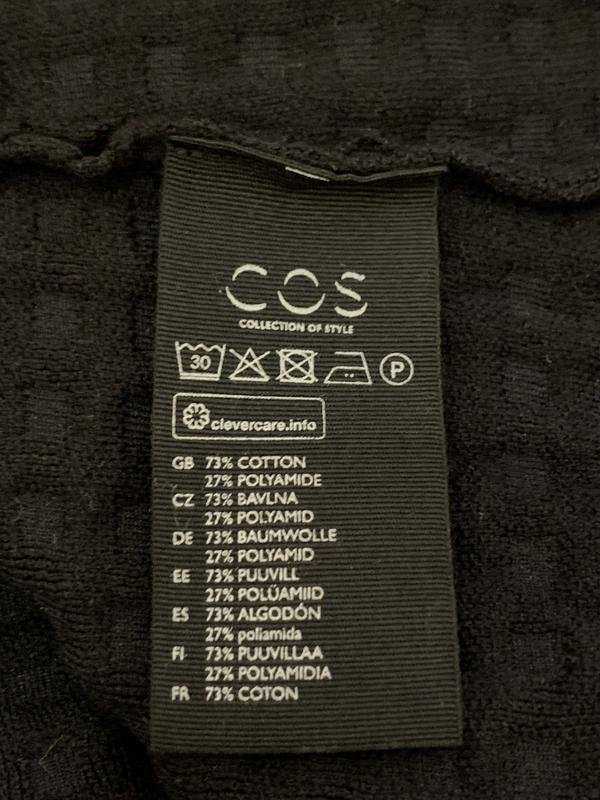 COS
COLLECTION OF STYLE
30 P
clevercare.info
GB 73% COTTON
27% POLYAMIDE
CZ 73% BAVLNA
27% POLYAMID
DE 73% BAUMWOLLE
27% POLYAMID
EE 73% PUUVILL
27% POLÜAMIID
ES 73% ALGODÓN
27% poliamida
FI 73% PUUVILLAA
27% POLYAMIDIA
FR 73% COTON